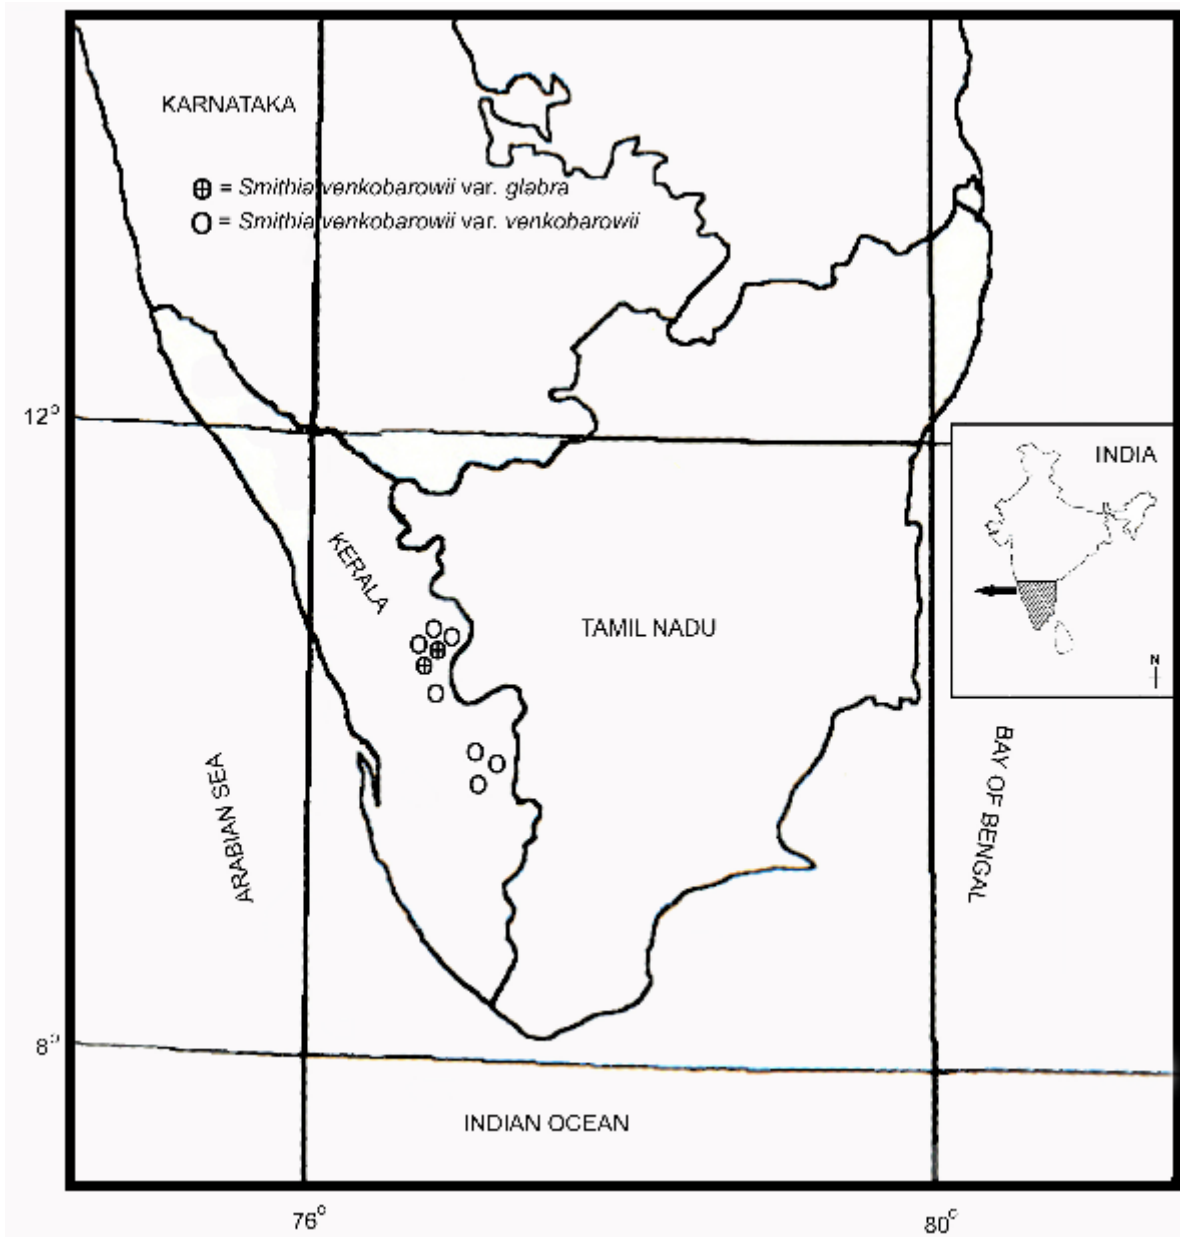 KARNATAKA
⊕ = Smithia venkobarowii var. glabra
O = Smithia venkobarowii var. venkobarowii
12°
INDIA
KERALA
TAMIL NADU
N
ARABIAN SEA
BAY OF BENGAL
8°
INDIAN OCEAN
76°
80°